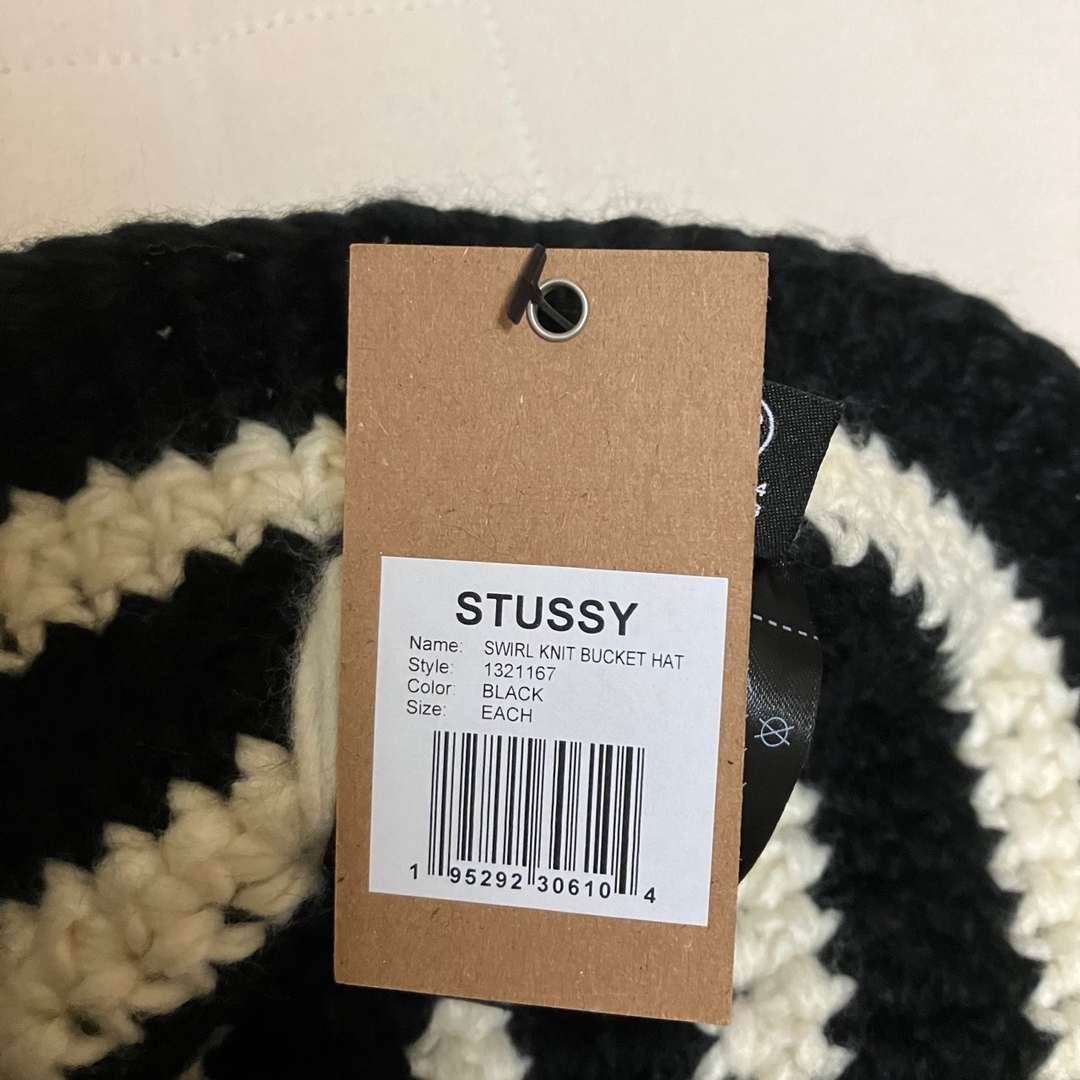 STUSSY
Name: SWIRL KNIT BUCKET HAT
Style: 1321167
Color: BLACK
Size: EACH
1 95292 30610 4